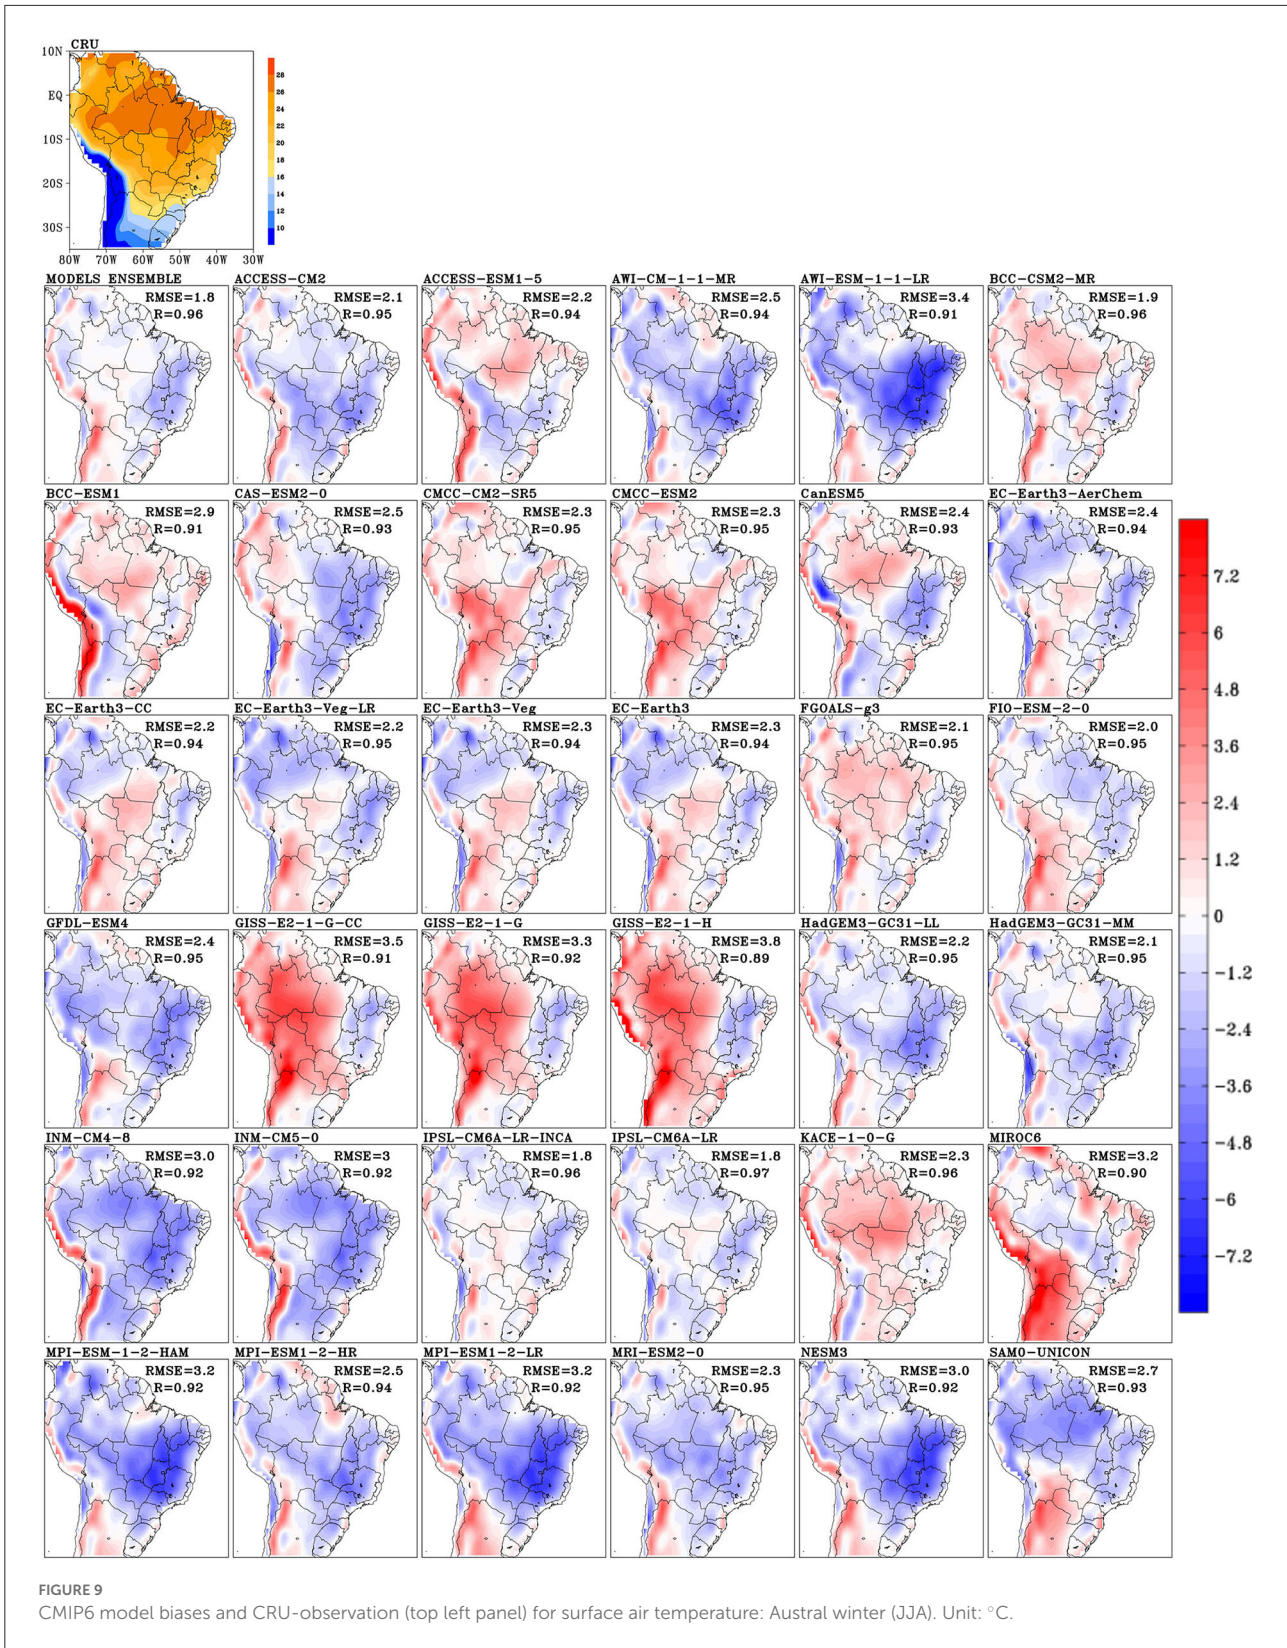 CRU
10N
EQ
10S
20S
30S
80W 70W 60W 50W 40W 30W
28
26
24
20
18
16
14
12
10
MODELS ENSEMBLE
RMSE=1.8
R=0.96
ACCESS-CM2
RMSE=2.1
R=0.95
ACCESS-ESM1-5
RMSE=2.2
R=0.94
AWI-CM-1-1-MR
RMSE=2.5
R=0.94
AWI-ESM-1-1-LR
RMSE=3.4
R=0.91
BCC-CSM2-MR
RMSE=1.9
R=0.96
BCC-ESM1
RMSE=2.9
R=0.91
CAS-ESM2-0
RMSE=2.5
R=0.93
CMCC-CM2-SR5
RMSE=2.3
R=0.95
CMCC-ESM2
RMSE=2.3
R=0.95
CanESM5
RMSE=2.4
R=0.93
EC-Earth3-AerChem
RMSE=2.4
R=0.94
EC-Earth3-CC
RMSE=2.2
R=0.94
EC-Earth3-Veg-LR
RMSE=2.2
R=0.95
EC-Earth3-Veg
RMSE=2.3
R=0.94
EC-Earth3
RMSE=2.3
R=0.94
FGOALS-g3
RMSE=2.1
R=0.95
FIO-ESM-2-0
RMSE=2.0
R=0.95
GFDL-ESM4
RMSE=2.4
R=0.95
GISS-E2-1-G-CC
RMSE=3.5
R=0.91
GISS-E2-1-G
RMSE=3.3
R=0.92
GISS-E2-1-H
RMSE=3.8
R=0.89
HadGEM3-GC31-LL
RMSE=2.2
R=0.95
HadGEM3-GC31-MM
RMSE=2.1
R=0.95
INM-CM4-8
RMSE=3.0
R=0.92
INM-CM5-0
RMSE=3
R=0.92
IPSL-CM6A-LR-INCA
RMSE=1.8
R=0.96
IPSL-CM6A-LR
RMSE=1.8
R=0.97
KACE-1-0-G
RMSE=2.3
R=0.96
MIROC6
RMSE=3.2
R=0.90
MPI-ESM-1-2-HAM
RMSE=3.2
R=0.92
MPI-ESM1-2-HR
RMSE=2.5
R=0.94
MPI-ESM1-2-LR
RMSE=3.2
R=0.92
MRI-ESM2-0
RMSE=2.3
R=0.95
NESM3
RMSE=3.0
R=0.92
SAM0-UNICON
RMSE=2.7
R=0.93
7.2
6
4.8
3.6
2.4
1.2
0
-1.2
-2.4
-3.6
-4.8
-6
-7.2
FIGURE 9
CMIP6 model biases and CRU-observation (top left panel) for surface air temperature: Austral winter (JJA). Unit: °C.